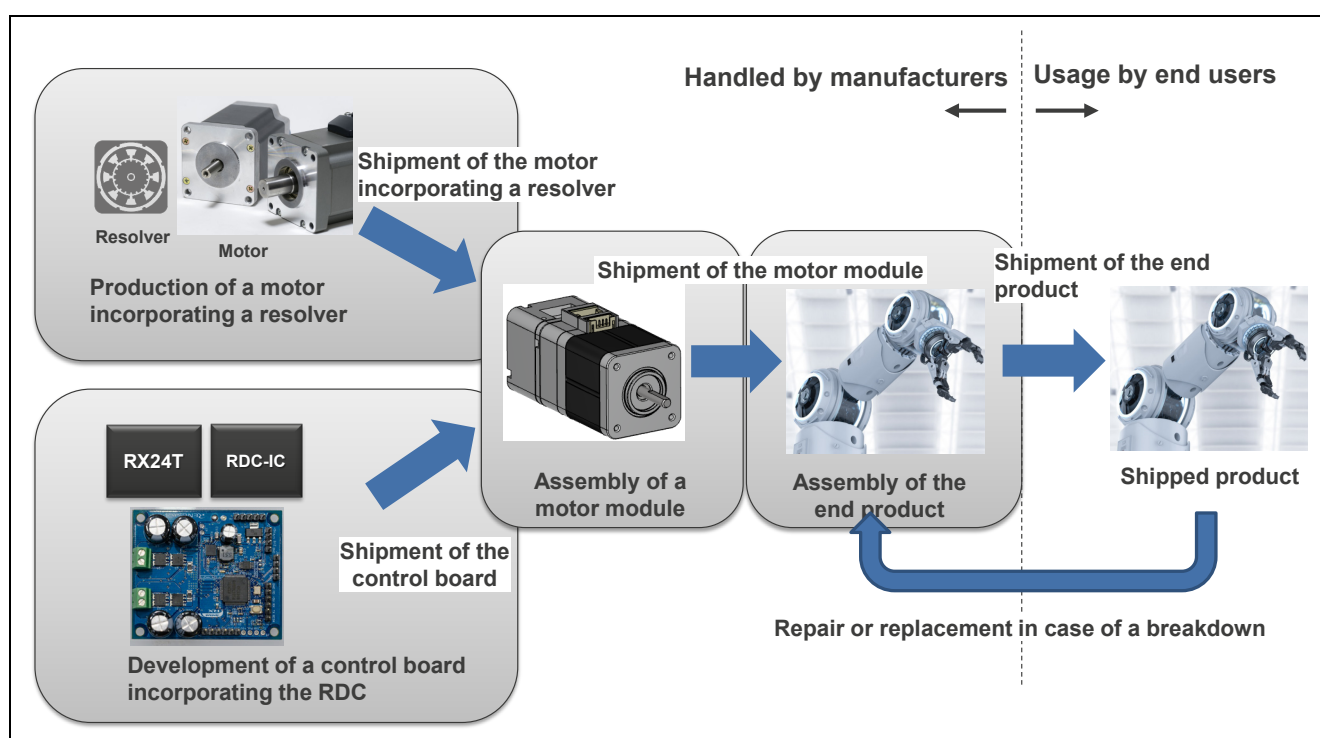 Handled by manufacturers
Usage by end users
Shipment of the motor
incorporating a resolver
Resolver
Motor
Production of a motor
incorporating a resolver
Shipment of the motor module
Shipment of the end
product
RX24T
RDC-IC
Assembly of a
motor module
Assembly of the
end product
Shipped product
Shipment of the
control board
Repair or replacement in case of a breakdown
Development of a control board
incorporating the RDC